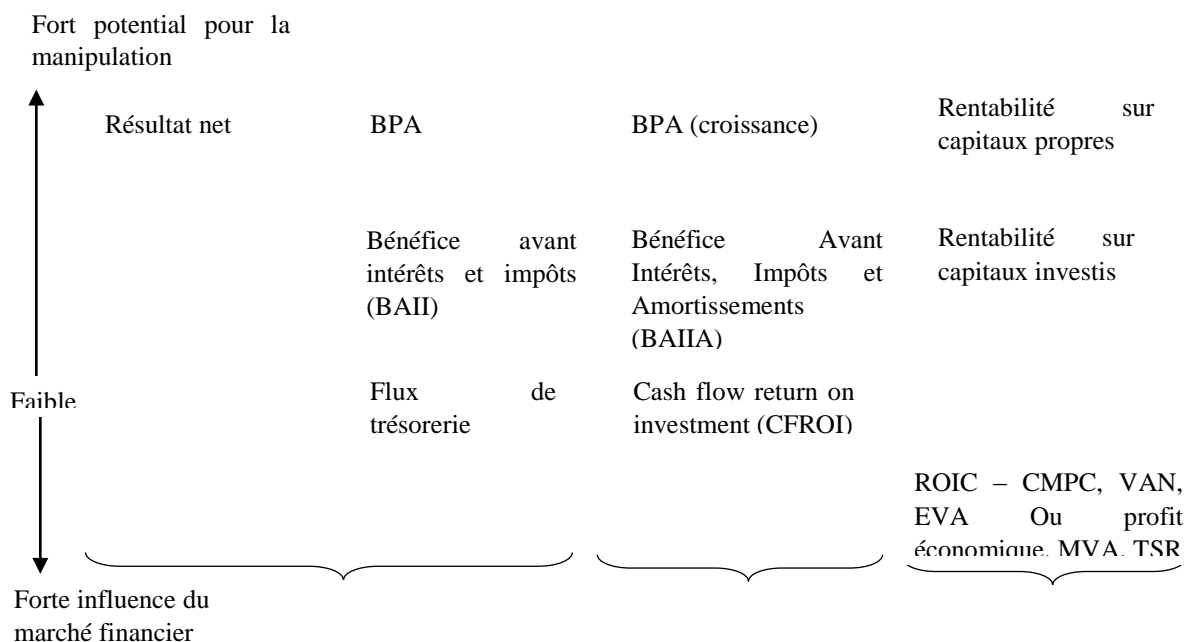 Fort potential pour la
manipulation
Résultat net
BPA
BPA (croissance)
Rentabilité sur
capitaux propres
Bénéfice avant
intérêts et impôts
(BAII)
Bénéfice Avant
Intérêts, Impôts et
Amortissements
(BAIIA)
Rentabilité sur
capitaux investis
Faible
Flux de
trésorerie
Cash flow return on
investment (CFROI)
ROIC – CMPC, VAN,
EVA Ou profit
économique, MVA, TSR
Forte influence du
marché financier